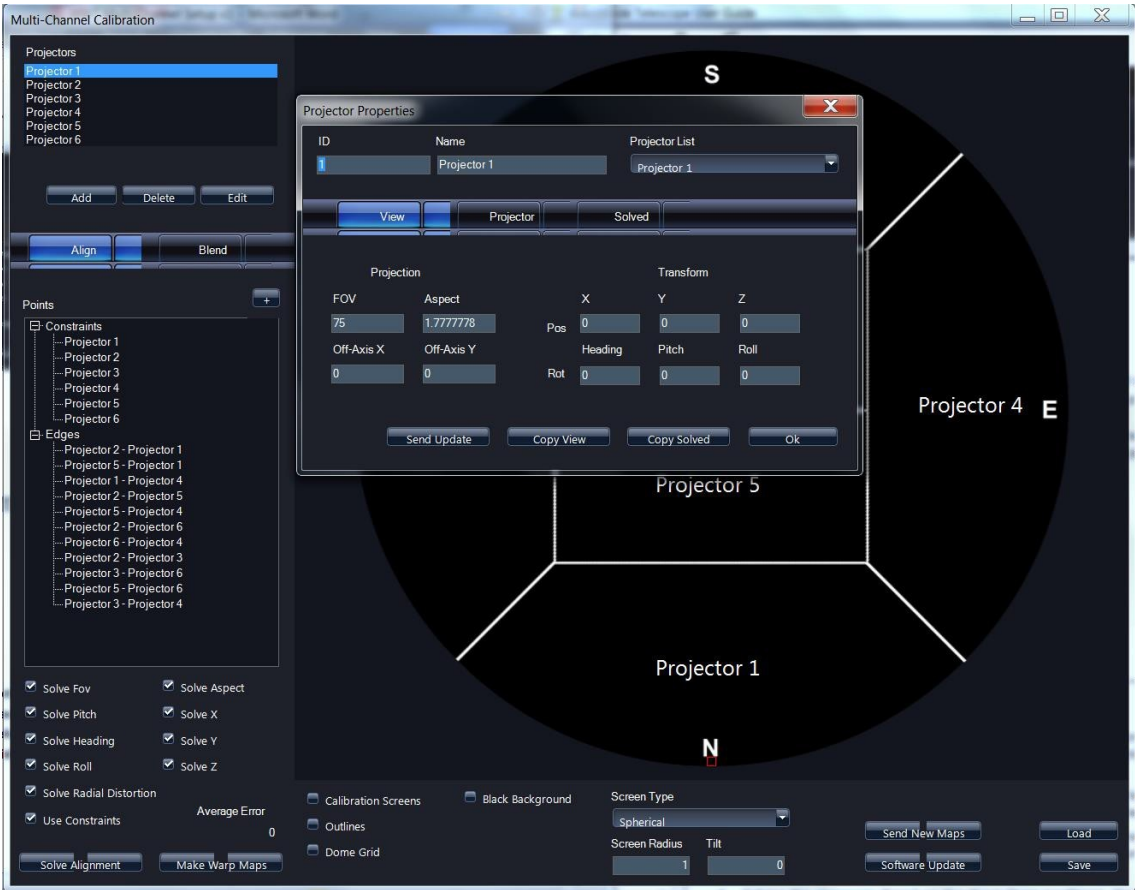 Multi-Channel Calibration
Projectors
Projector 1
Projector 2
Projector 3
Projector 4
Projector 5
Projector 6
Add Delete Edit
Align Blend
Points +
Constraints
Projector 1
Projector 2
Projector 3
Projector 4
Projector 5
Projector 6
Edges
Projector 2 - Projector 1
Projector 5 - Projector 1
Projector 1 - Projector 4
Projector 2 - Projector 5
Projector 5 - Projector 4
Projector 2 - Projector 6
Projector 6 - Projector 4
Projector 2 - Projector 3
Projector 3 - Projector 6
Projector 5 - Projector 6
Projector 3 - Projector 4
Solve Fov Solve Aspect
Solve Pitch Solve X
Solve Heading Solve Y
Solve Roll Solve Z
Solve Radial Distortion
Use Constraints
Average Error
0
Solve Alignment Make Warp Maps
S
Projector Properties
ID Name Projector List
1 Projector 1 Projector 1
View Projector Solved
Projection Transform
FOV Aspect X Y Z
75 1.7777778 Pos 0 0 0
Off-Axis X Off-Axis Y Heading Pitch Roll
0 0 Rot 0 0 0
Send Update Copy View Copy Solved Ok
Projector 4 E
Projector 5
Projector 1
N
Calibration Screens Black Background
Outlines
Dome Grid
Screen Type
Spherical
Screen Radius Tilt
1 0
Send New Maps Load
Software Update Save